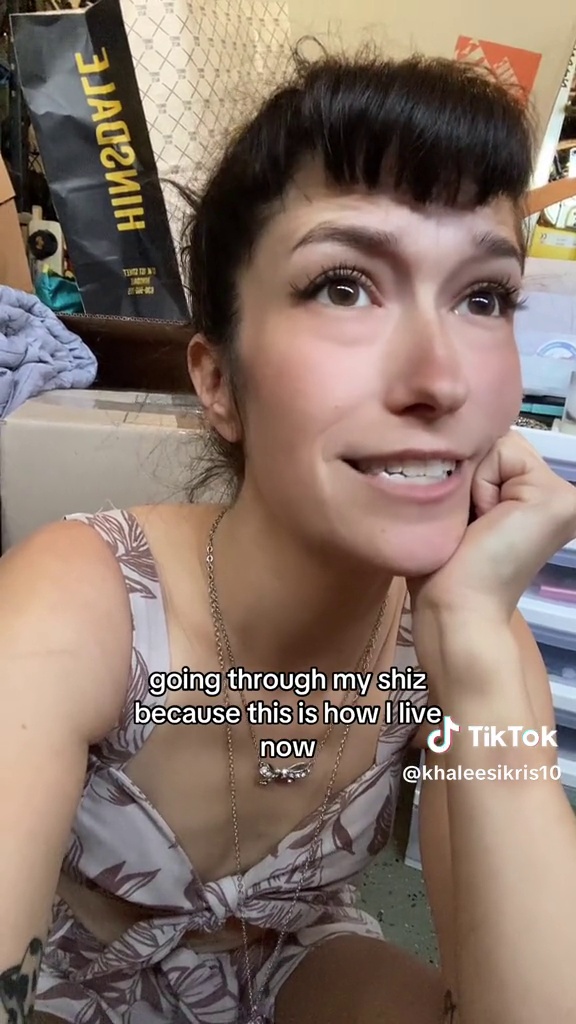 HINSDALE
going through my shiz
because this is how I live
now
TikTok
@khaleesikris10